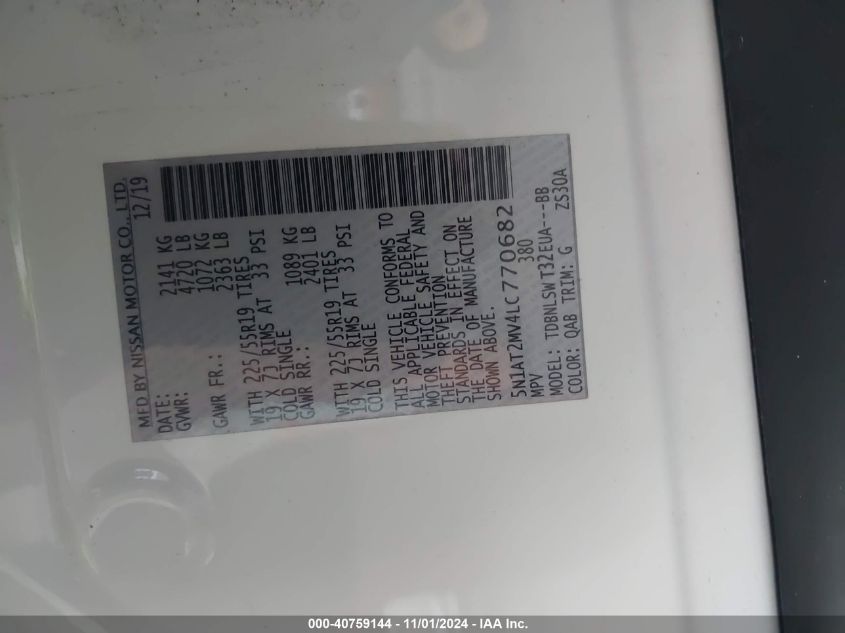 MFD BY NISSAN MOTOR CO., LTD.
DATE: 12/19
GVWR: 2141 KG
4720 LB
GAWR FR.: 1072 KG
2363 LB
WITH 225/55R19 TIRES
19 X 7J RIMS AT 33 PSI
COLD SINGLE
GAWR RR.: 1089 KG
2401 LB
WITH 225/55R19 TIRES
19 X 7J RIMS AT 33 PSI
COLD SINGLE
THIS VEHICLE CONFORMS TO
ALL APPLICABLE FEDERAL
MOTOR VEHICLE SAFETY AND
THEFT PREVENTION
STANDARDS IN EFFECT ON
THE DATE OF MANUFACTURE
SHOWN ABOVE.
5N1AT2MV4LC770682
MPV 380
MODEL: TDBNLSWT32EUA---BB
COLOR: QAB TRIM: G ZS30A
000-40759144 - 11/01/2024 - IAA Inc.